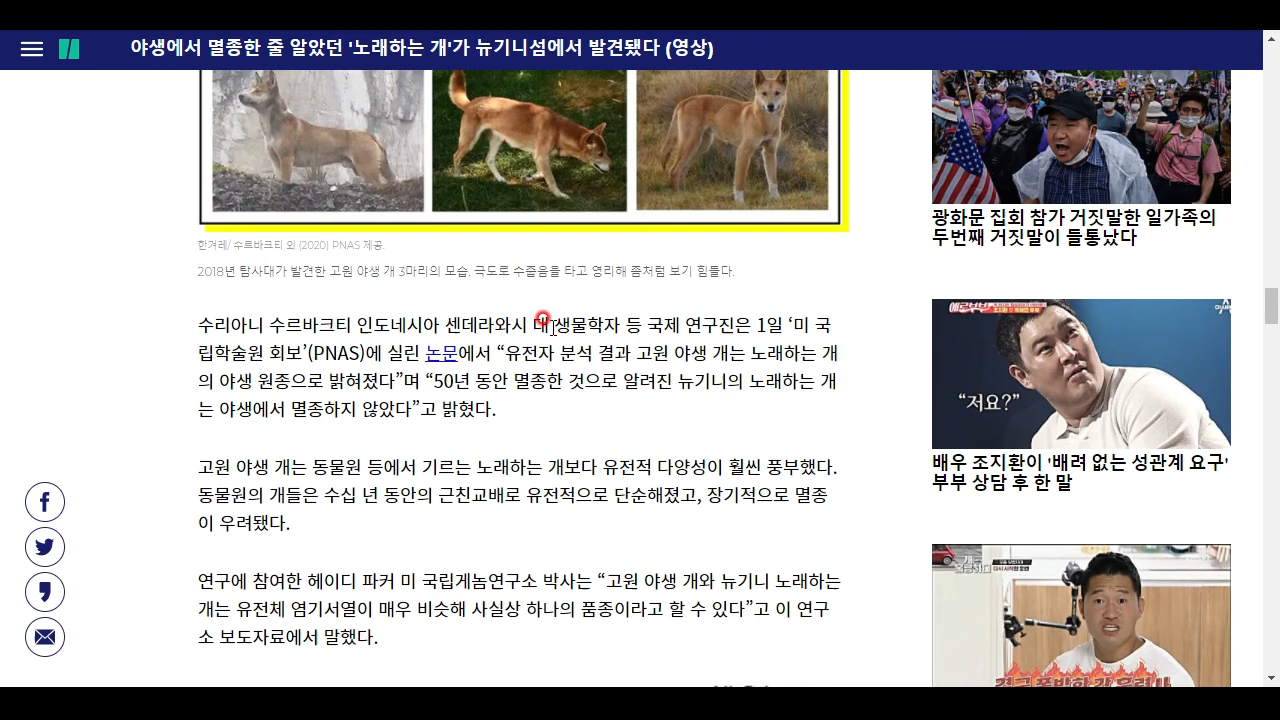 야생에서 멸종한 줄 알았던 '노래하는 개'가 뉴기니섬에서 발견됐다 (영상)
한겨레/ 수르바크티 외 (2020) PNAS 제공.
2018년 탐사대가 발견한 고원 야생 개 3마리의 모습. 극도로 수줍음을 타고 영리해 좀처럼 보기 힘들다.
수리아니 수르바크티 인도네시아 센데라와시 대 생물학자 등 국제 연구진은 1일 ‘미 국
립학술원 회보’(PNAS)에 실린 논문에서 “유전자 분석 결과 고원 야생 개는 노래하는 개
의 야생 원종으로 밝혀졌다”며 “50년 동안 멸종한 것으로 알려진 뉴기니의 노래하는 개
는 야생에서 멸종하지 않았다”고 밝혔다.
고원 야생 개는 동물원 등에서 기르는 노래하는 개보다 유전적 다양성이 훨씬 풍부했다.
동물원의 개들은 수십 년 동안의 근친교배로 유전적으로 단순해졌고, 장기적으로 멸종
이 우려됐다.
연구에 참여한 헤이디 파커 미 국립게놈연구소 박사는 “고원 야생 개와 뉴기니 노래하는
개는 유전체 염기서열이 매우 비슷해 사실상 하나의 품종이라고 할 수 있다”고 이 연구
소 보도자료에서 말했다.
광화문 집회 참가 거짓말한 일가족의
두번째 거짓말이 들통났다
“저요?”
배우 조지환이 '배려 없는 성관계 요구'
부부 상담 후 한 말